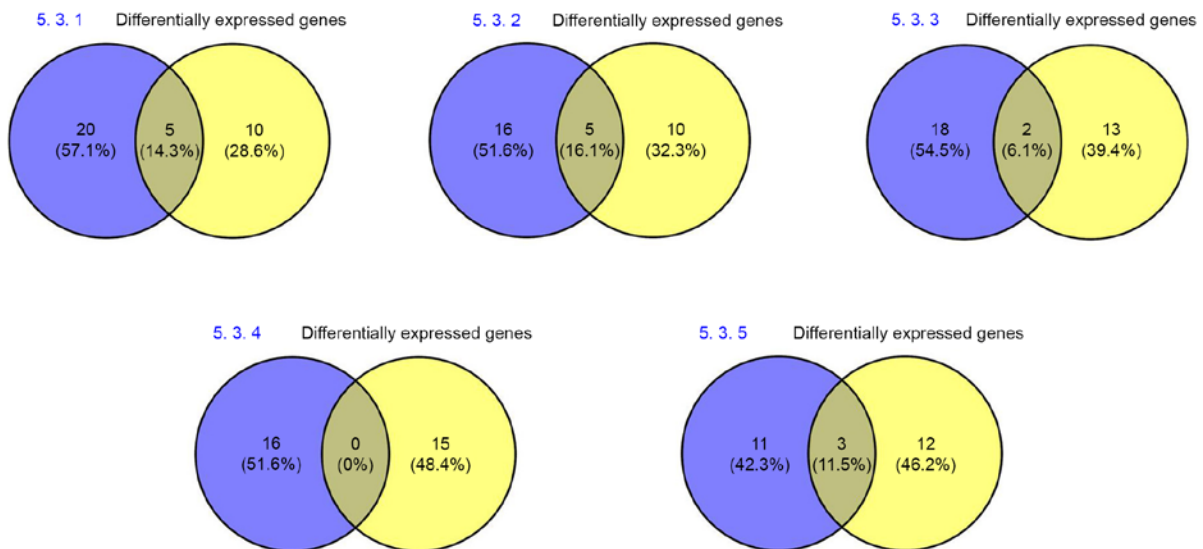 5. 3. 1 Differentially expressed genes
20 5 10
(57.1%) (14.3%) (28.6%)
5. 3. 2 Differentially expressed genes
16 5 10
(51.6%) (16.1%) (32.3%)
5. 3. 3 Differentially expressed genes
18 2 13
(54.5%) (6.1%) (39.4%)
5. 3. 4 Differentially expressed genes
16 0 15
(51.6%) (0%) (48.4%)
5. 3. 5 Differentially expressed genes
11 3 12
(42.3%) (11.5%) (46.2%)